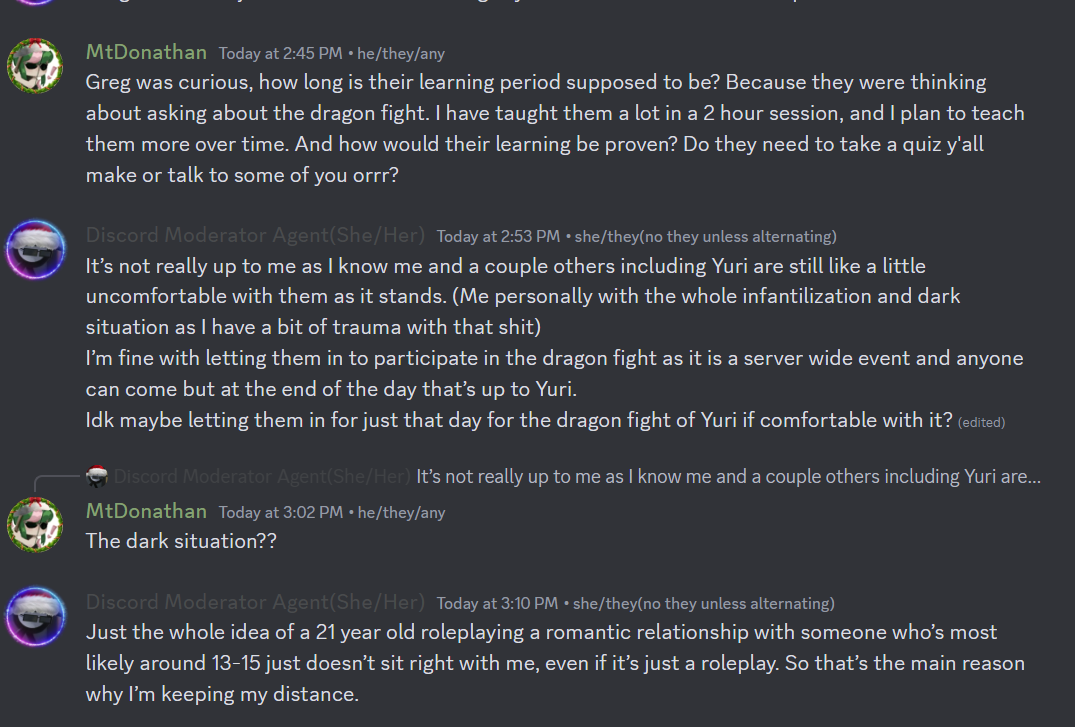 MtDonathan Today at 2:45 PM • he/they/any
Greg was curious, how long is their learning period supposed to be? Because they were thinking
about asking about the dragon fight. I have taught them a lot in a 2 hour session, and I plan to teach
them more over time. And how would their learning be proven? Do they need to take a quiz y'all
make or talk to some of you orrr?
Discord Moderator Agent(She/Her) Today at 2:53 PM • she/they(no they unless alternating)
It’s not really up to me as I know me and a couple others including Yuri are still like a little
uncomfortable with them as it stands. (Me personally with the whole infantilization and dark
situation as I have a bit of trauma with that shit)
I’m fine with letting them in to participate in the dragon fight as it is a server wide event and anyone
can come but at the end of the day that’s up to Yuri.
Idk maybe letting them in for just that day for the dragon fight of Yuri if comfortable with it? (edited)
Discord Moderator Agent(She/Her) It’s not really up to me as I know me and a couple others including Yuri are...
MtDonathan Today at 3:02 PM • he/they/any
The dark situation??
Discord Moderator Agent(She/Her) Today at 3:10 PM • she/they(no they unless alternating)
Just the whole idea of a 21 year old roleplaying a romantic relationship with someone who’s most
likely around 13-15 just doesn’t sit right with me, even if it’s just a roleplay. So that’s the main reason
why I’m keeping my distance.